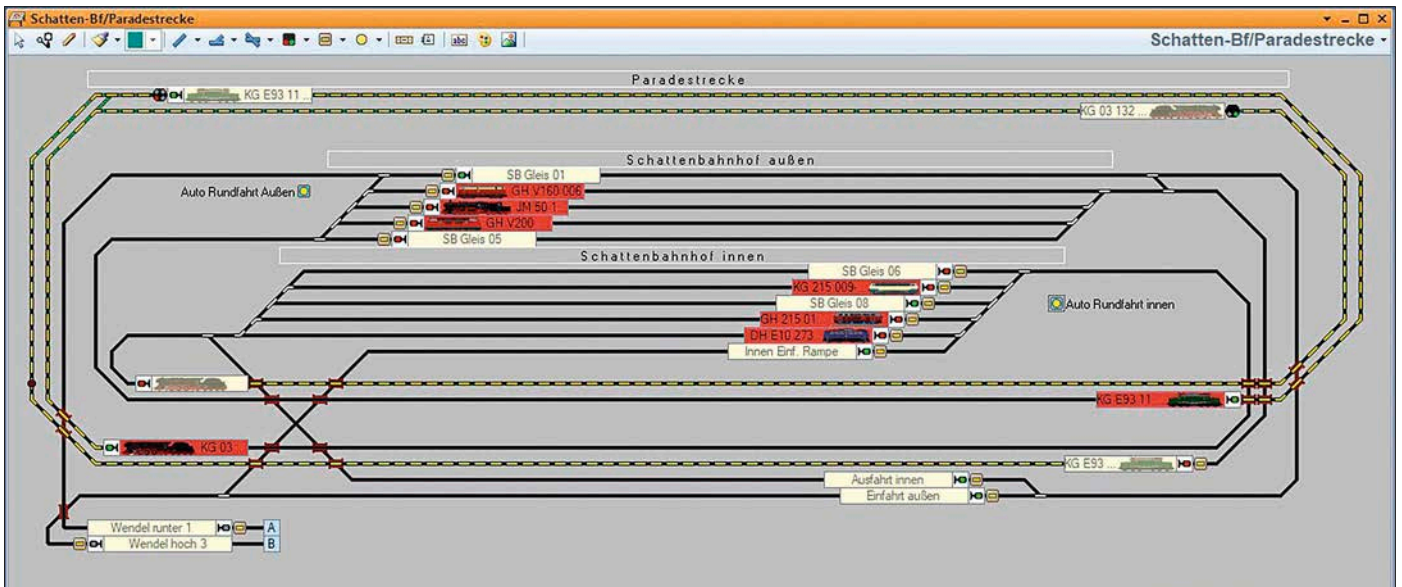 Schatten-Bf/Paradestrecke
abc
Schatten-Bf/Paradestrecke
Paradestrecke
KG E93 11 ...
KG 03 132 ...
Schattenbahnhof außen
SB Gleis 01
Auto Rundfahrt Außen
GH V160 006
JM 50 1
GH V200
SB Gleis 05
Schattenbahnhof innen
SB Gleis 06
KG 215 009-
SB Gleis 08
Auto Rundfahrt innen
GH 215 01
DH E10 273
Innen Einf. Rampe
KG E93 11
KG 03
KG E93 ...
Ausfahrt innen
Einfahrt außen
Wendel runter 1
A
Wendel hoch 3
B